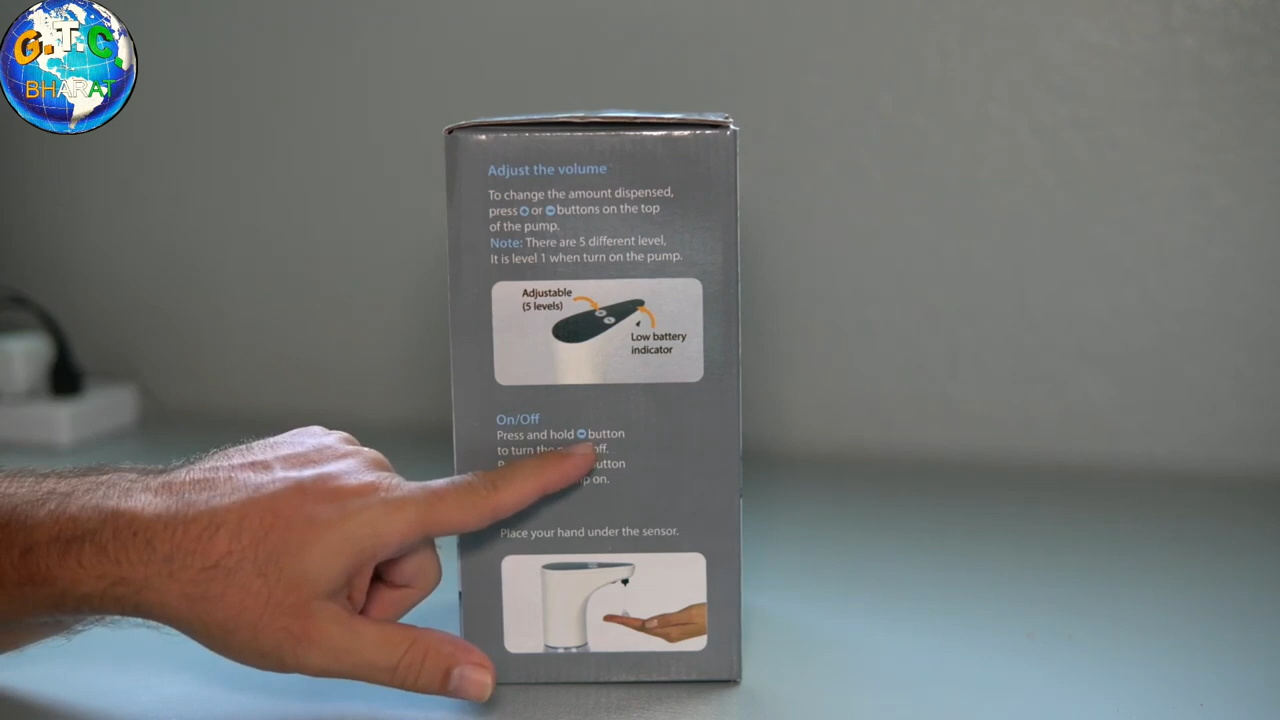 G.T.C.
BHARAT
Adjust the volume
To change the amount dispensed,
press or buttons on the top
of the pump.
Note: There are 5 different level,
It is level 1 when turn on the pump.
Adjustable
(5 levels)
Low battery
indicator
On/Off
Press and hold button
to turn the off.
on.
Place your hand under the sensor.